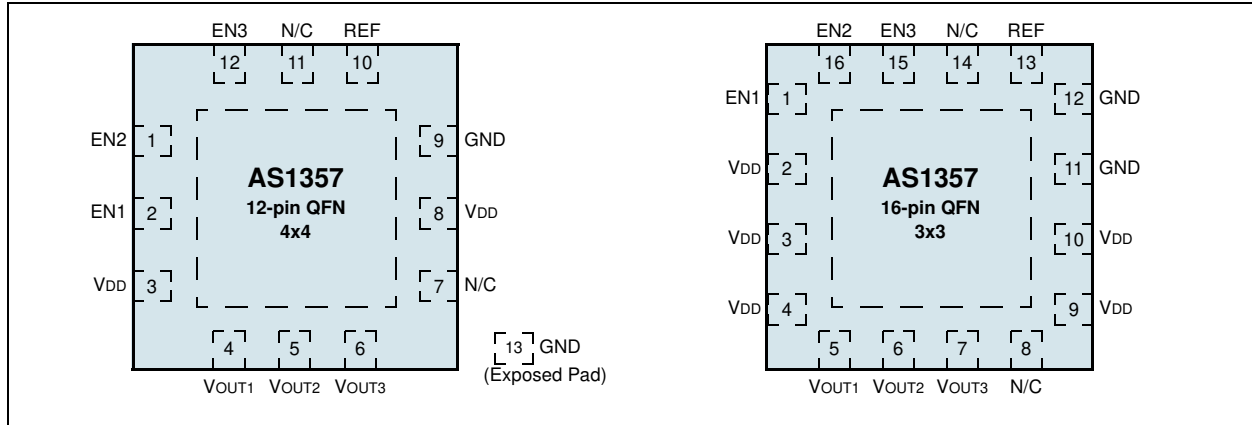 EN3 N/C REF
12 11 10
EN2 1
9 GND
AS1357
12-pin QFN
4x4
EN1 2
8 VDD
VDD 3
7 N/C
4 5 6
VOUT1 VOUT2 VOUT3
13 GND
(Exposed Pad)
EN2 EN3 N/C REF
16 15 14 13
EN1 1
12 GND
VDD 2
11 GND
AS1357
16-pin QFN
3x3
VDD 3
10 VDD
VDD 4
9 VDD
5 6 7 8
VOUT1 VOUT2 VOUT3 N/C